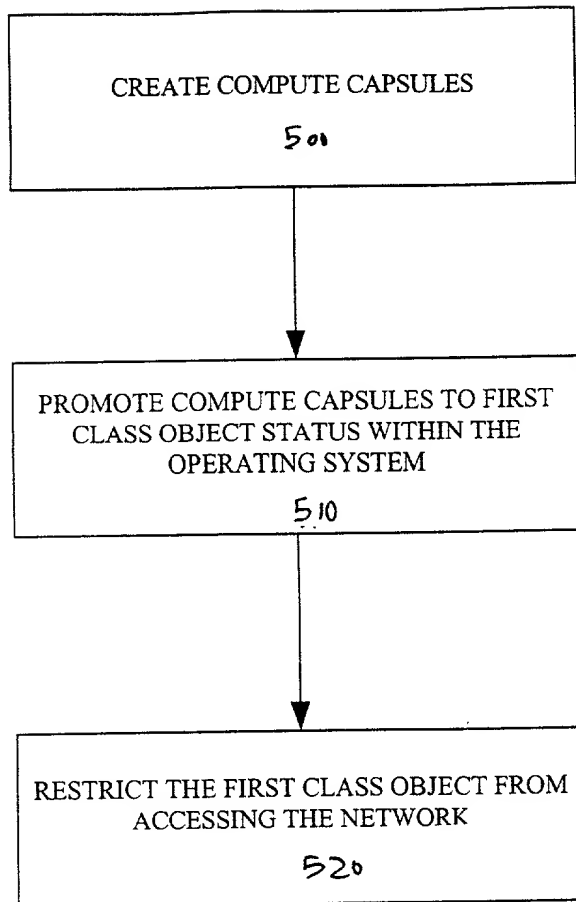 CREATE COMPUTE CAPSULES
500
PROMOTE COMPUTE CAPSULES TO FIRST
CLASS OBJECT STATUS WITHIN THE
OPERATING SYSTEM
510
RESTRICT THE FIRST CLASS OBJECT FROM
ACCESSING THE NETWORK
520